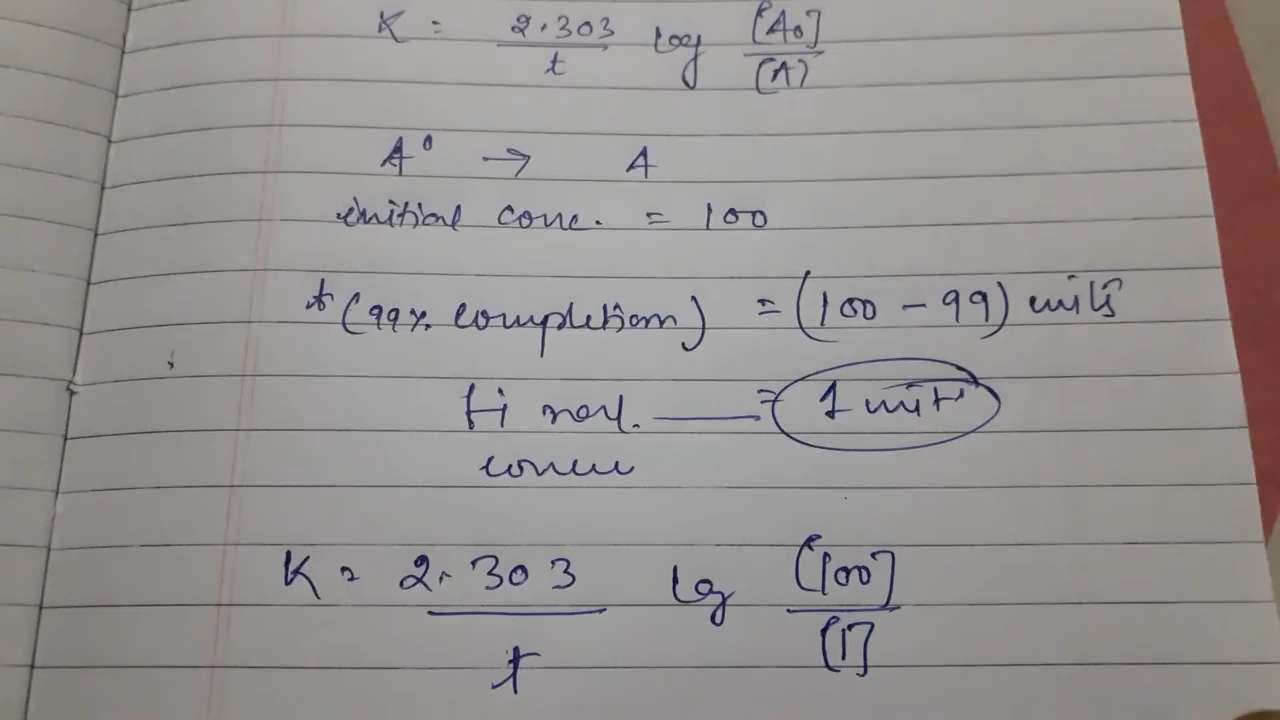 K = 2.303 / t log [A₀] / [A]
A⁰ → A
initial conc. = 100
t (99% completion) = (100 - 99) units
= 1 unit
conc
K = 2.303 / t log [100] / [1]